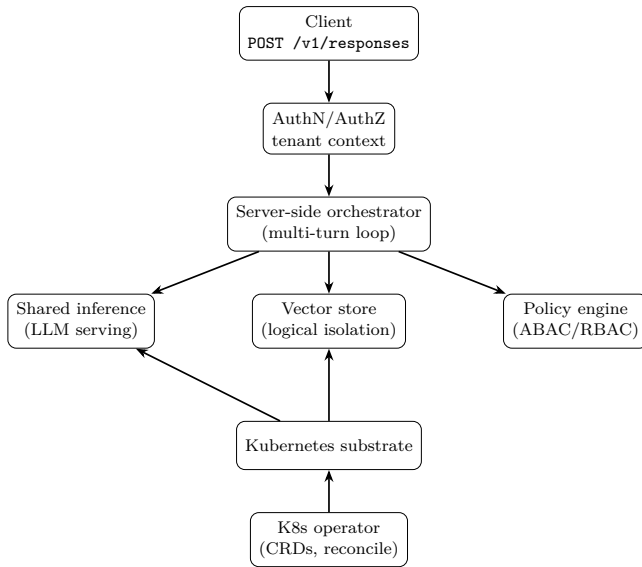 Client
POST /v1/responses
AuthN/AuthZ
tenant context
Server-side orchestrator
(multi-turn loop)
Shared inference
(LLM serving)
Vector store
(logical isolation)
Policy engine
(ABAC/RBAC)
Kubernetes substrate
K8s operator
(CRDs, reconcile)